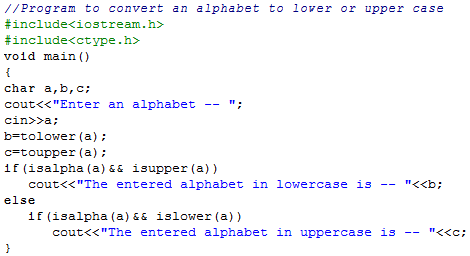 //Program to convert an alphabet to lower or upper case
#include<iostream.h>
#include<ctype.h>
void main()
{
char a,b,c;
cout<<"Enter an alphabet -- ";
cin>>a;
b=tolower(a);
c=toupper(a);
if(isalpha(a)&& isupper(a))
   cout<<"The entered alphabet in lowercase is -- "<<b;
else
   if(isalpha(a)&& islower(a))
      cout<<"The entered alphabet in uppercase is -- "<<c;
}